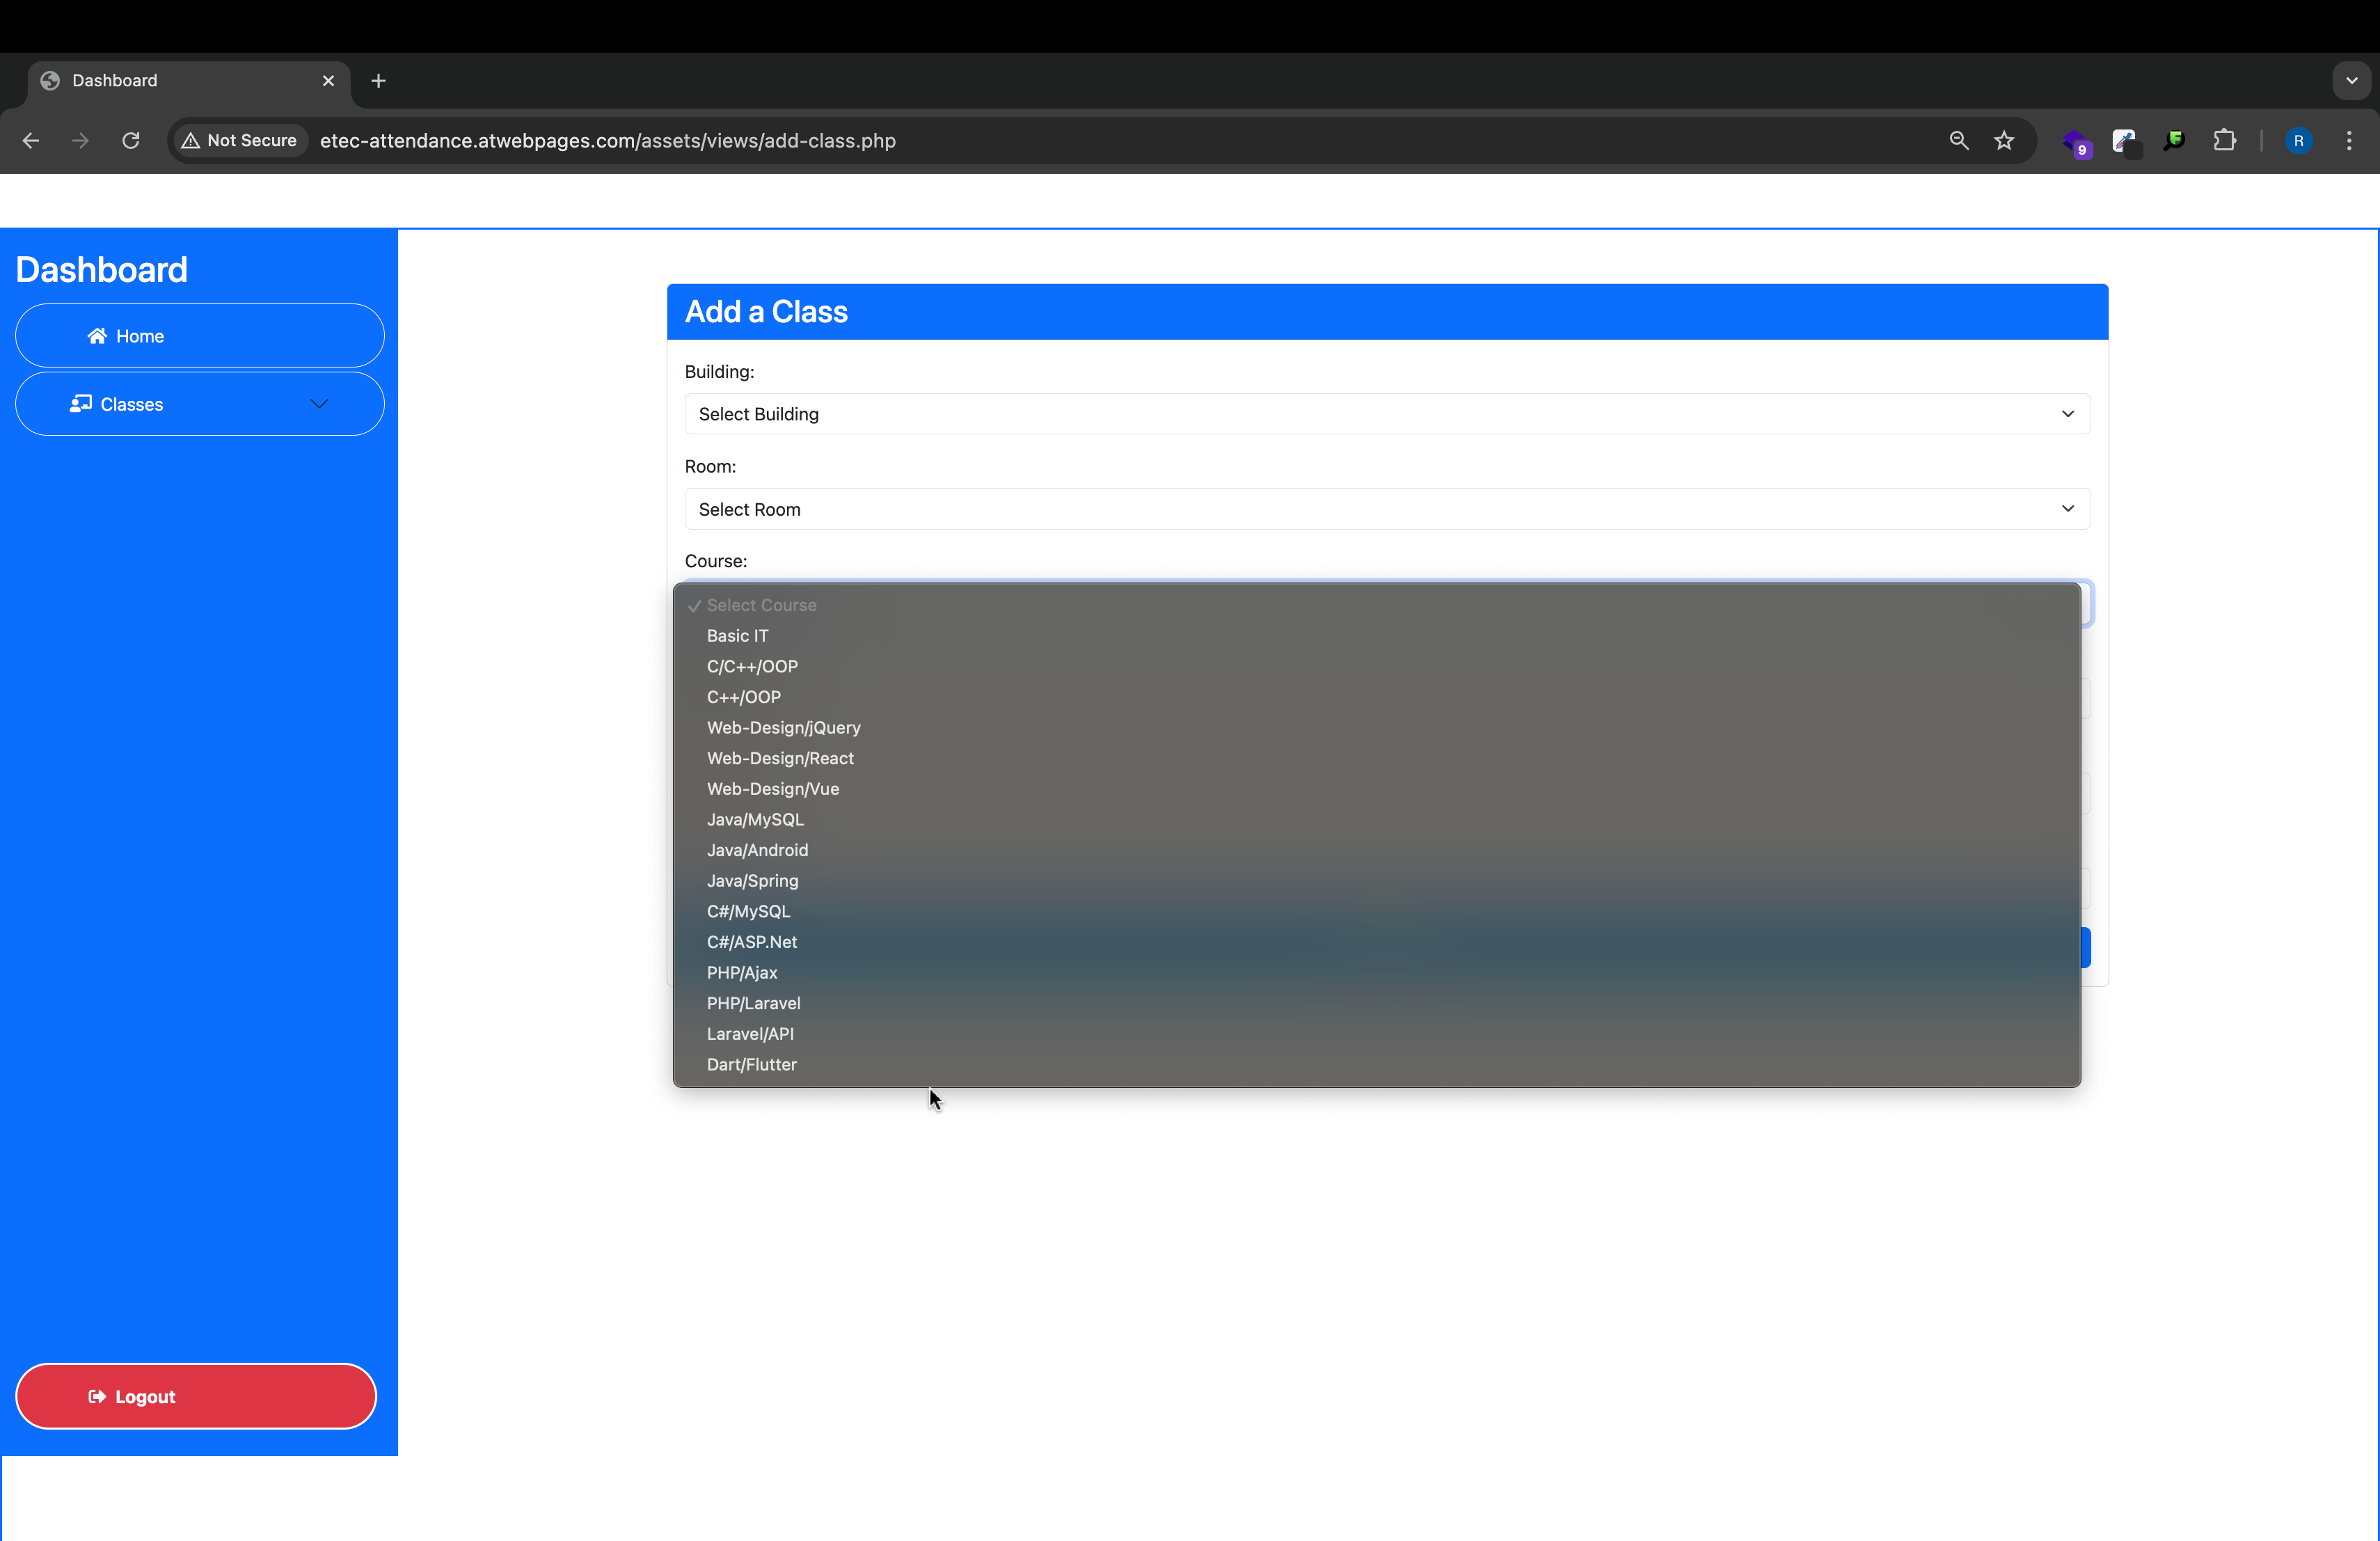 Dashboard
Not Secure
etec-attendance.atwebpages.com/assets/views/add-class.php
9
R
Dashboard
Home
Classes
Add a Class
Building:
Select Building
Room:
Select Room
Course:
Select Course
Basic IT
C/C++/OOP
C++/OOP
Web-Design/jQuery
Web-Design/React
Web-Design/Vue
Java/MySQL
Java/Android
Java/Spring
C#/MySQL
C#/ASP.Net
PHP/Ajax
PHP/Laravel
Laravel/API
Dart/Flutter
Logout